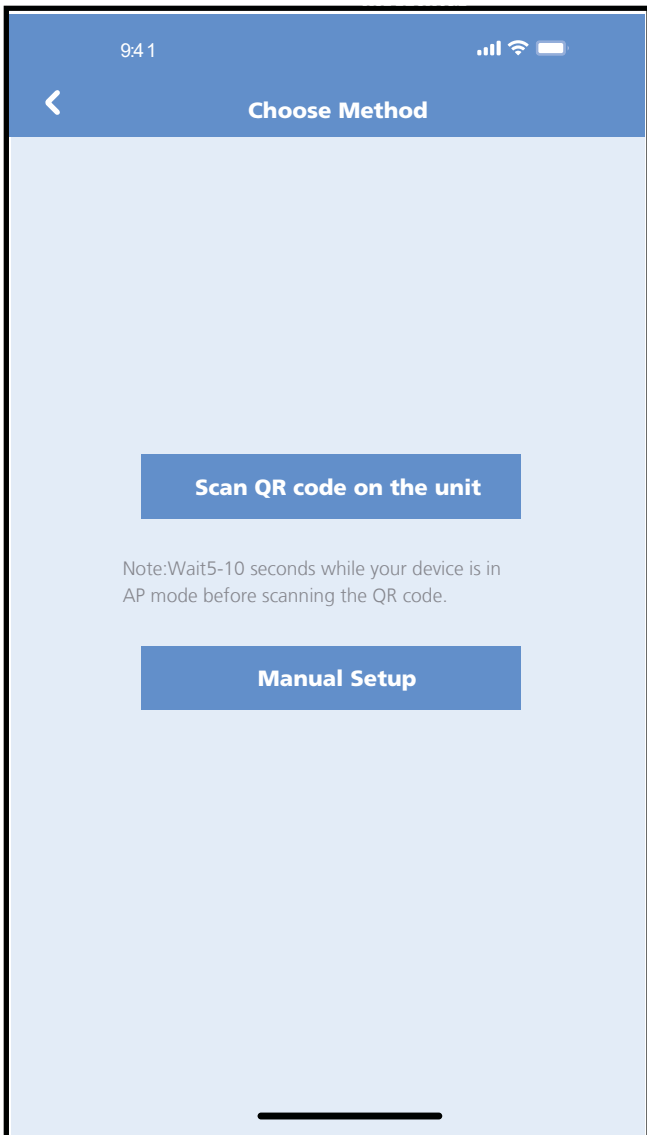 9:41
Choose Method
Scan QR code on the unit
Note:Wait5-10 seconds while your device is in
AP mode before scanning the QR code.
Manual Setup